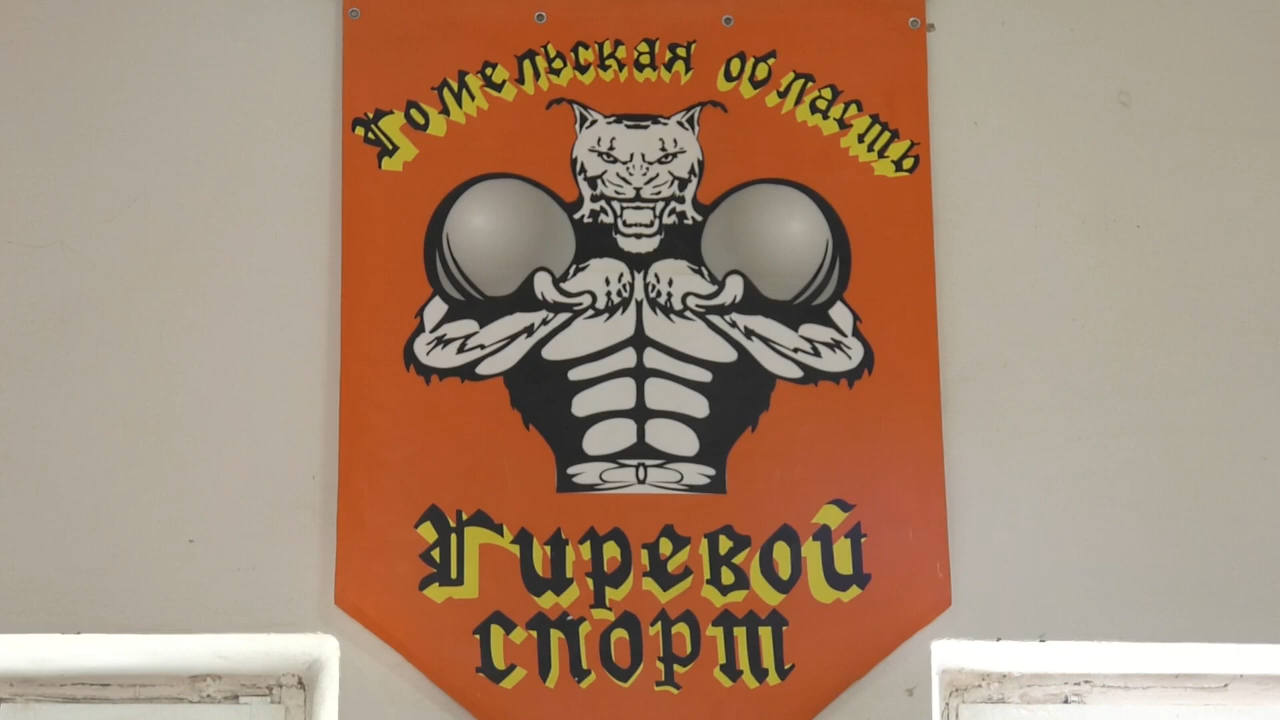 Гомельская область
Гиревой
спорт